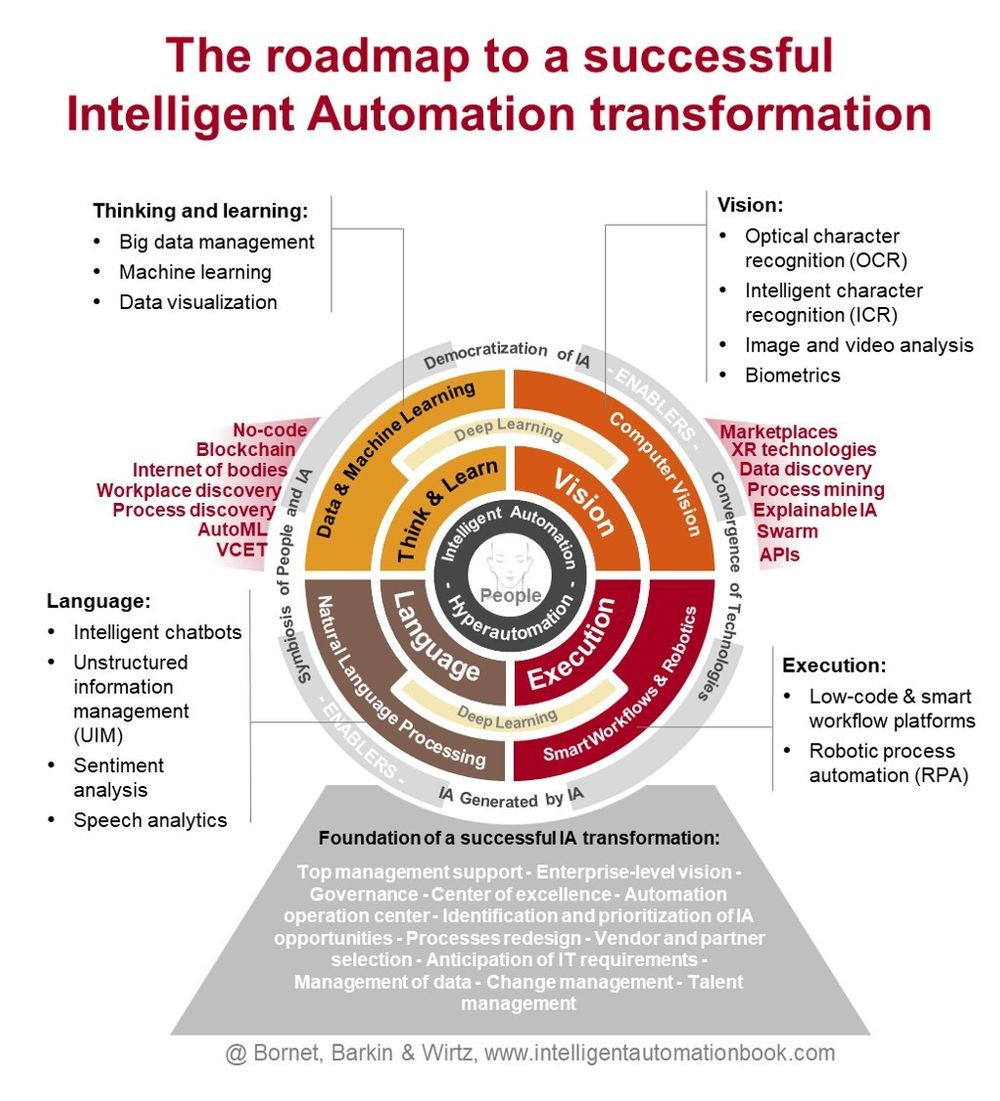 The roadmap to a successful
Intelligent Automation transformation
Thinking and learning:
• Big data management
• Machine learning
• Data visualization
Vision:
• Optical character
recognition (OCR)
• Intelligent character
recognition (ICR)
• Image and video analysis
• Biometrics
Democratization of IA
- ENABLERS -
Convergence of Technologies
Symbiosis of People and IA
- ENABLERS -
IA Generated by IA
No-code
Blockchain
Internet of bodies
Workplace discovery
Process discovery
AutoML
VCET
Marketplaces
XR technologies
Data discovery
Process mining
Explainable IA
Swarm
APIs
Data & Machine Learning
Computer Vision
Deep Learning
Think & Learn
Vision
Intelligent Automation
People
- Hyperautomation -
Language
Execution
Deep Learning
Natural Language Processing
Smart Workflows & Robotics
Language:
• Intelligent chatbots
• Unstructured
information
management
(UIM)
• Sentiment
analysis
• Speech analytics
Execution:
• Low-code & smart
workflow platforms
• Robotic process
automation (RPA)
Foundation of a successful IA transformation:
Top management support - Enterprise-level vision -
Governance - Center of excellence - Automation
operation center - Identification and prioritization of IA
opportunities - Processes redesign - Vendor and partner
selection - Anticipation of IT requirements -
Management of data - Change management - Talent
management
@ Bornet, Barkin & Wirtz, www.intelligentautomationbook.com